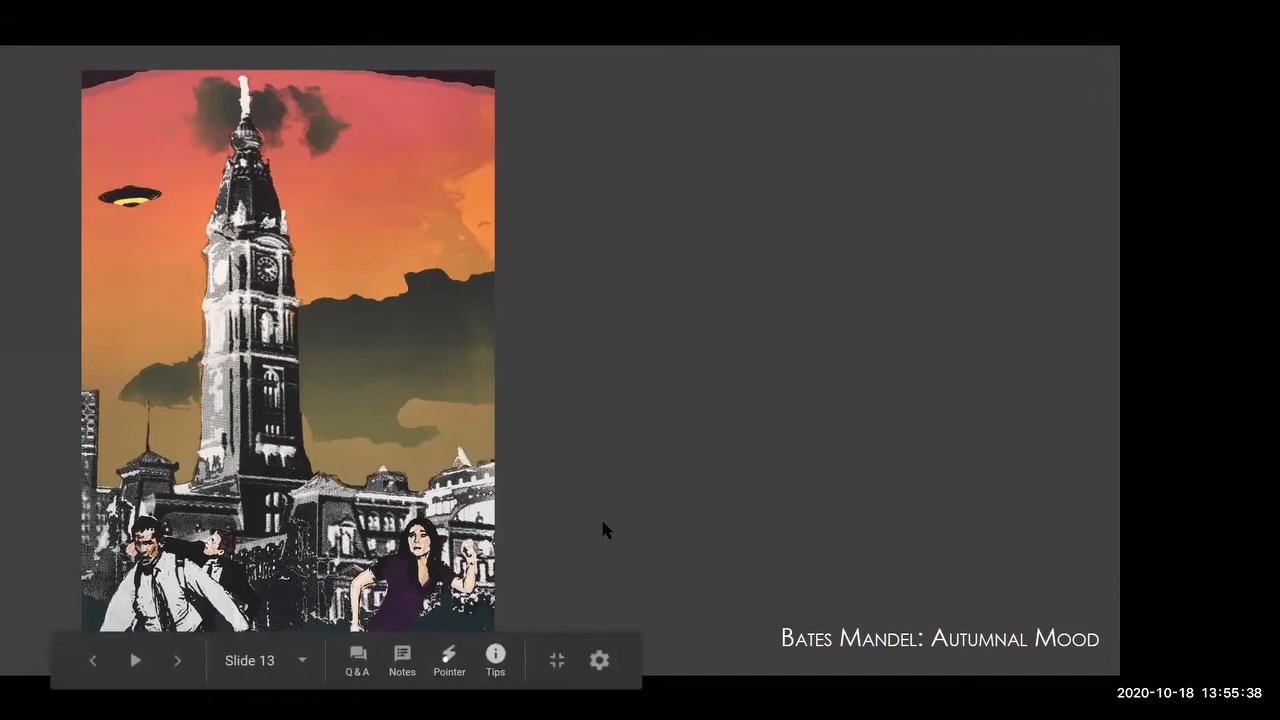 Bates Mandel: Autumnal Mood
Slide 13
Q & A
Notes
Pointer
Tips
2020-10-18 13:55:38